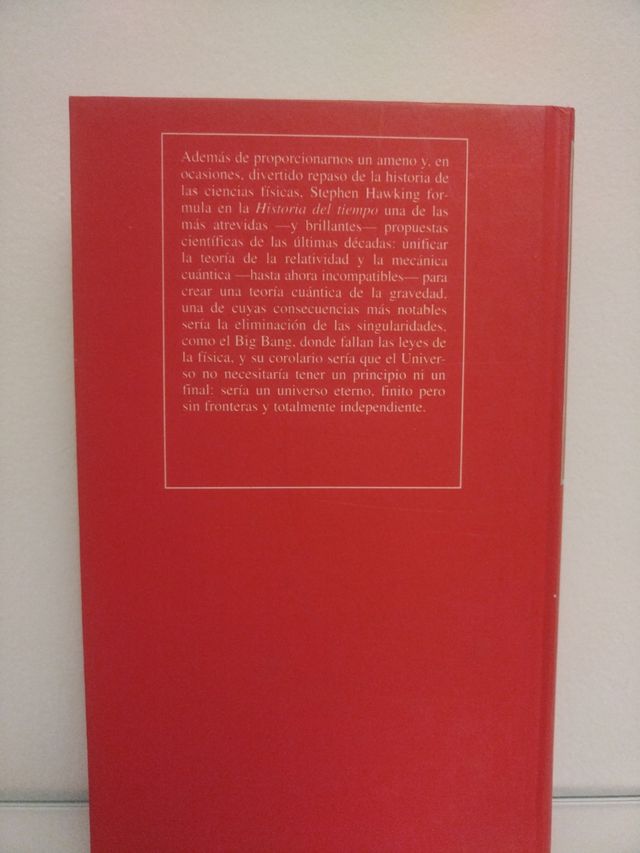 Además de proporcionarnos un ameno y, en
ocasiones, divertido repaso de la historia de
las ciencias físicas, Stephen Hawking for-
mula en la Historia del tiempo una de las
más atrevidas —y brillantes— propuestas
científicas de las últimas décadas: unificar
la teoría de la relatividad y la mecánica
cuántica —hasta ahora incompatibles— para
crear una teoría cuántica de la gravedad,
una de cuyas consecuencias más notables
sería la eliminación de las singularidades,
como el Big Bang, donde fallan las leyes de
la física, y su corolario sería que el Univer-
so no necesitaría tener un principio ni un
final: sería un universo eterno, finito pero
sin fronteras y totalmente independiente.